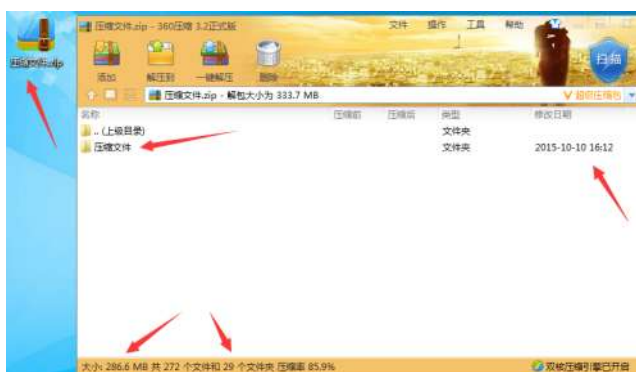 压缩文件.zip
压缩文件.zip - 360压缩 3.2正式版
文件 操作 工具 帮助
添加 解压到 一键解压 删除
扫描
压缩文件.zip - 解包大小为 333.7 MB
超窃压缩包
名称 压缩前 压缩后 类型 修改日期
.. (上级目录) 文件夹
压缩文件 文件夹 2015-10-10 16:12
大小: 286.6 MB 共 272 个文件和 29 个文件夹 压缩率 85.9%
双核压缩引擎已开启